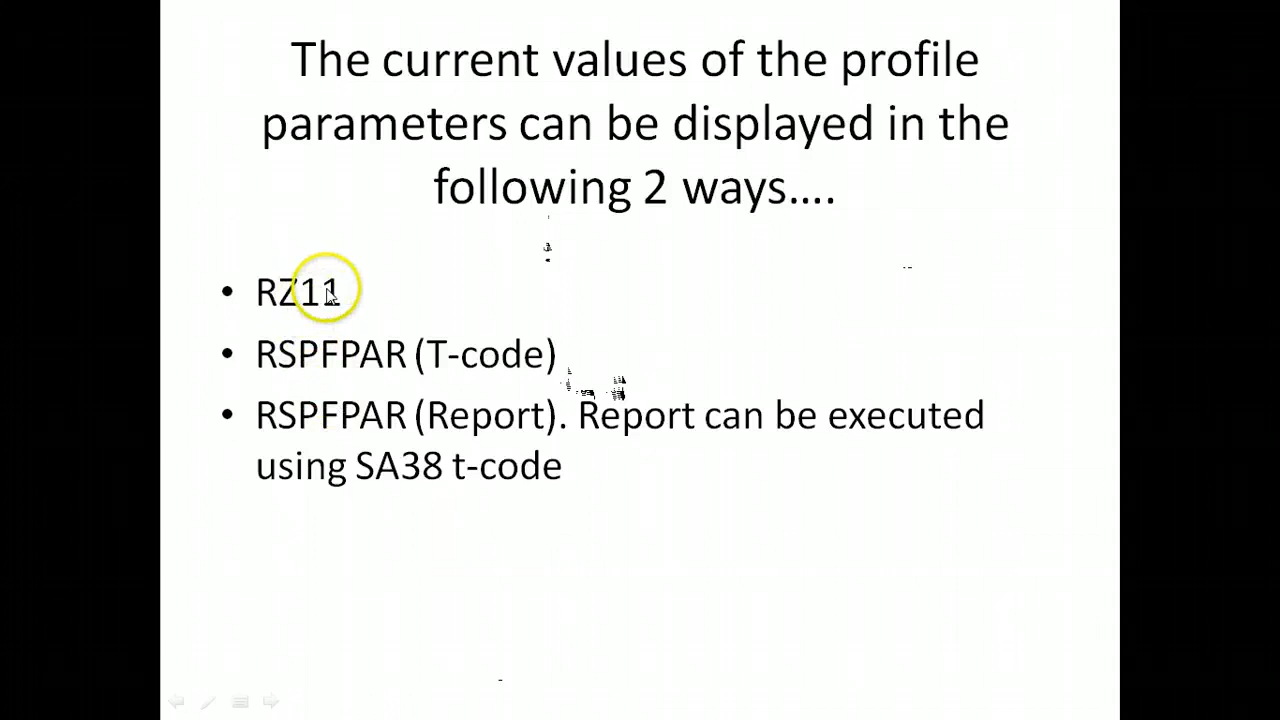 The current values of the profile
parameters can be displayed in the
following 2 ways....
• RZ11
• RSPFPAR (T-code)
• RSPFPAR (Report). Report can be executed
using SA38 t-code